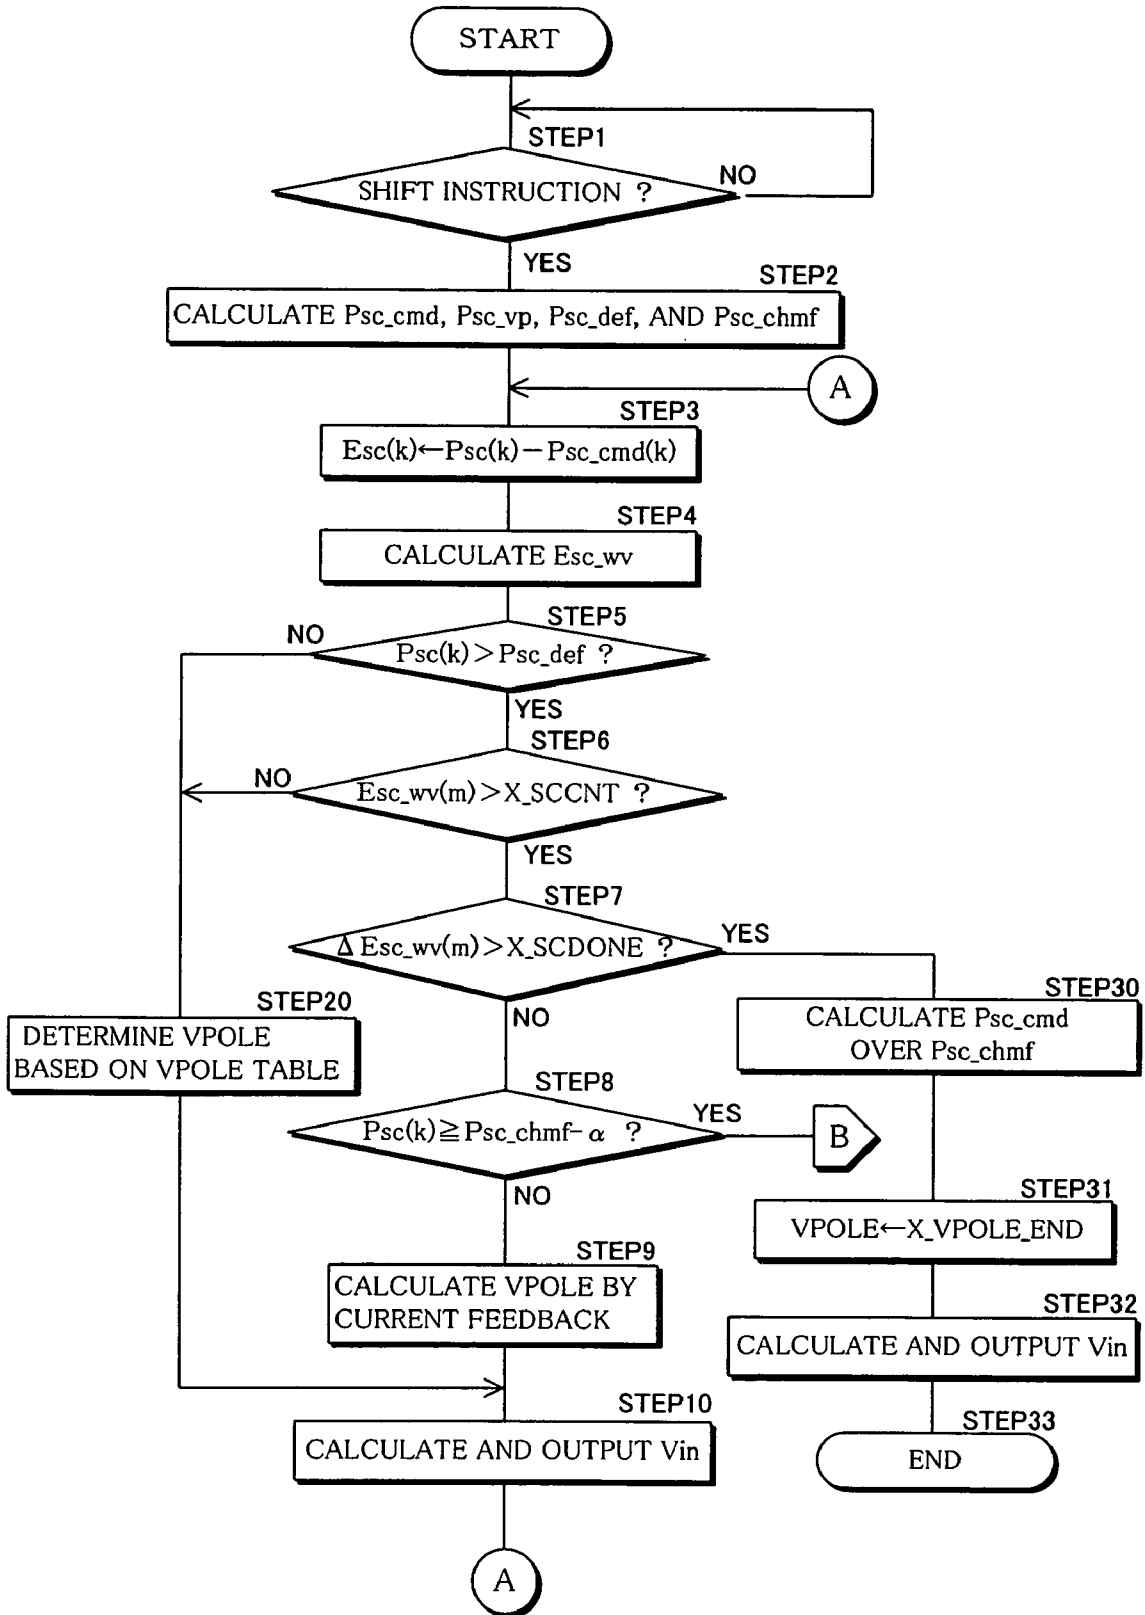 START
STEP1
SHIFT INSTRUCTION ?
NO
YES
STEP2
CALCULATE Psc_cmd, Psc_vp, Psc_def, AND Psc_chmf
A
STEP3
Esc(k)←Psc(k)−Psc_cmd(k)
STEP4
CALCULATE Esc_wv
STEP5
NO
Psc(k)>Psc_def ?
YES
STEP6
NO
Esc_wv(m)>X_SCCNT ?
YES
STEP7
Δ Esc_wv(m)>X_SCDONE ?
YES
NO
STEP20
DETERMINE VPOLE
BASED ON VPOLE TABLE
STEP30
CALCULATE Psc_cmd
OVER Psc_chmf
STEP8
Psc(k)≧Psc_chmf-α ?
YES
B
NO
STEP31
VPOLE←X_VPOLE_END
STEP9
CALCULATE VPOLE BY
CURRENT FEEDBACK
STEP32
CALCULATE AND OUTPUT Vin
STEP10
CALCULATE AND OUTPUT Vin
STEP33
END
A